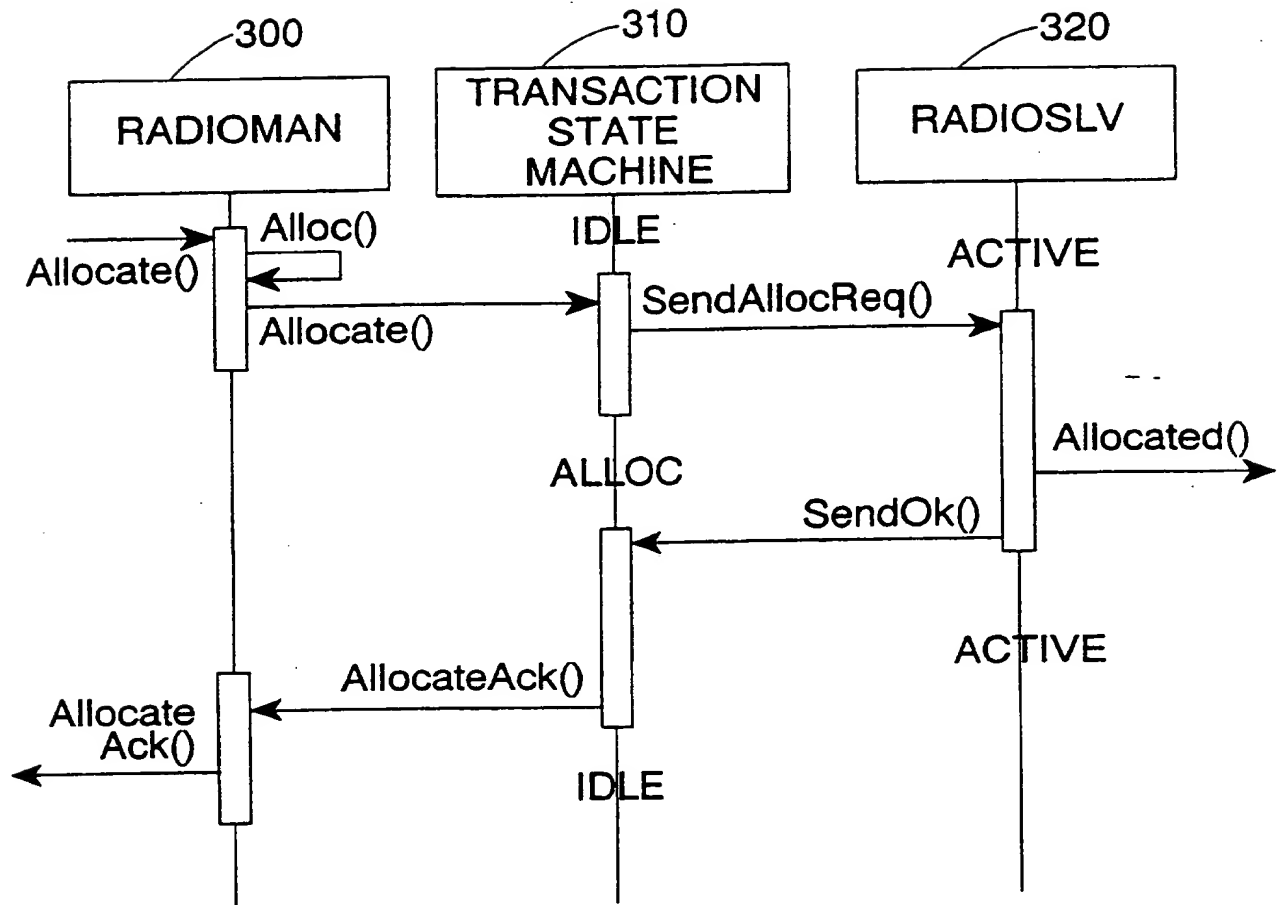 300
310
320
RADIOMAN
TRANSACTION
STATE
MACHINE
RADIOSLV
Alloc()
IDLE
ACTIVE
Allocate()
SendAllocReq()
Allocate()
Allocated()
ALLOC
SendOk()
ACTIVE
AllocateAck()
Allocate
Ack()
IDLE